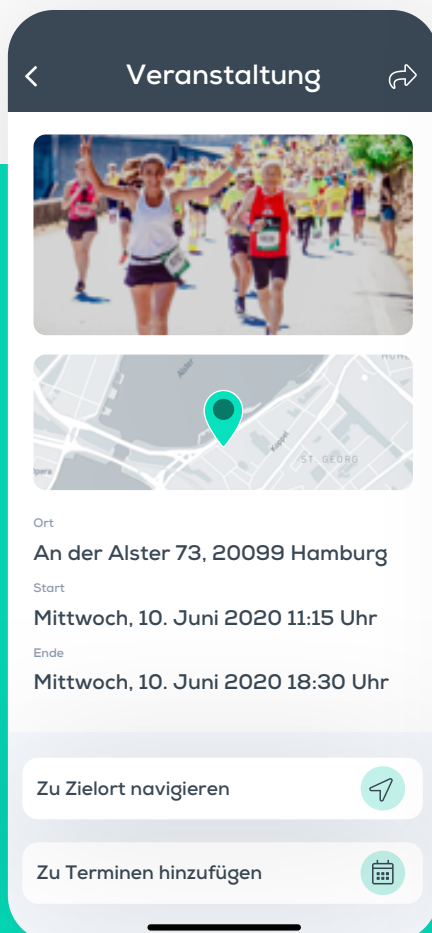 Veranstaltung
Alster
Koppel
ST. GEORG
Ort
An der Alster 73, 20099 Hamburg
Start
Mittwoch, 10. Juni 2020 11:15 Uhr
Ende
Mittwoch, 10. Juni 2020 18:30 Uhr
Zu Zielort navigieren
Zu Terminen hinzufügen